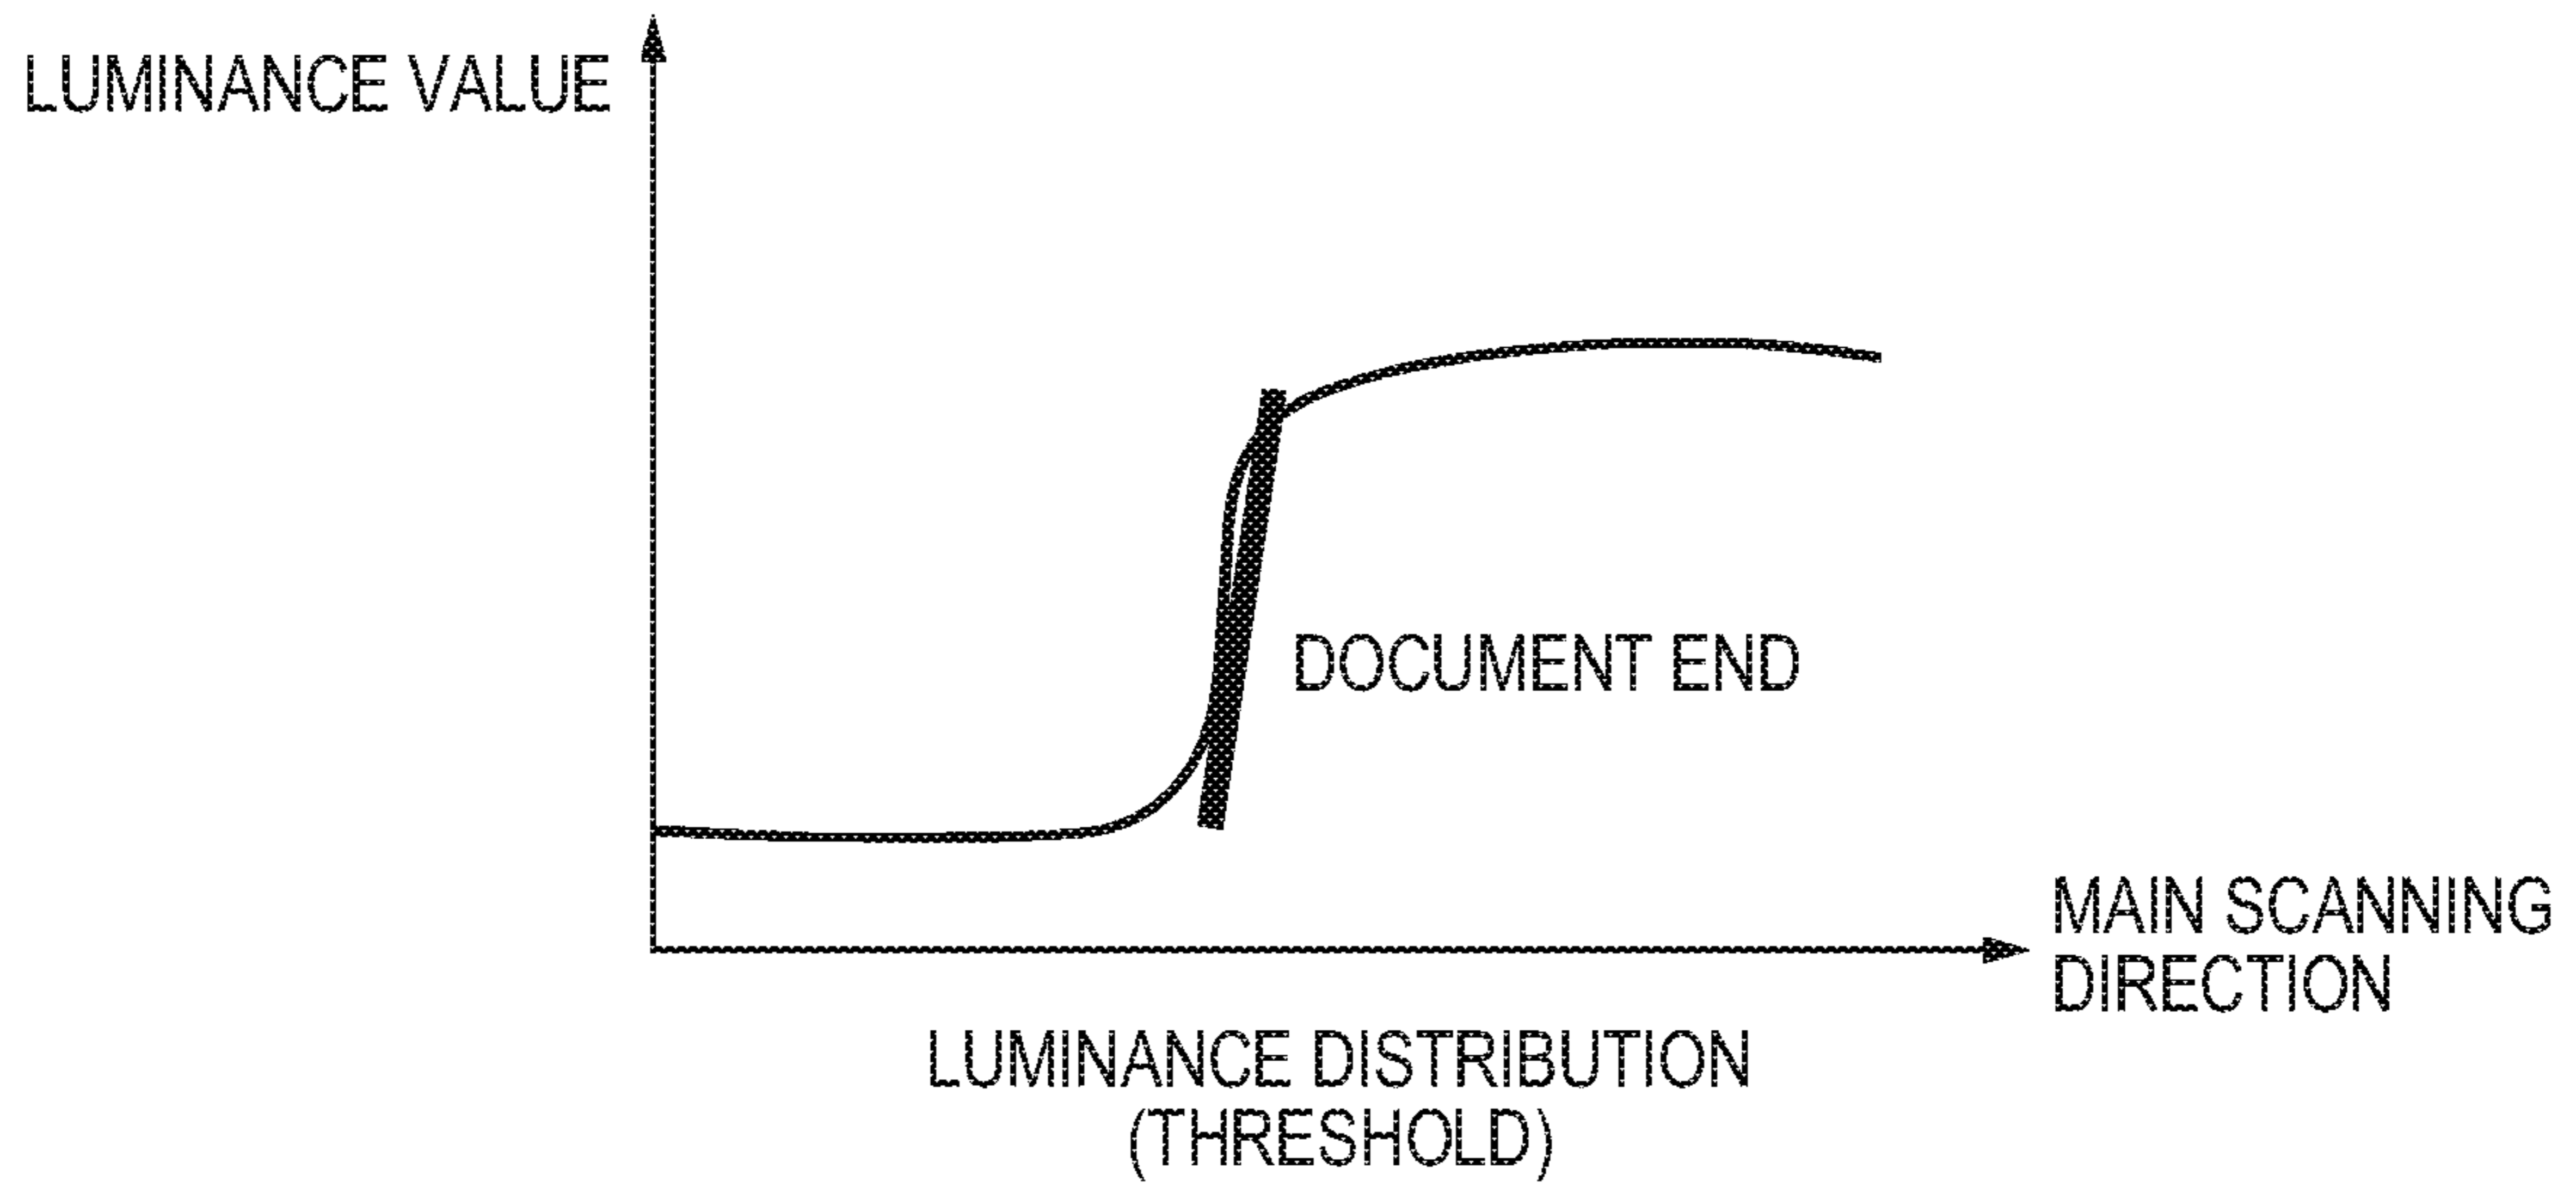 LUMINANCE VALUE
DOCUMENT END
MAIN SCANNING
DIRECTION
LUMINANCE DISTRIBUTION
(THRESHOLD)